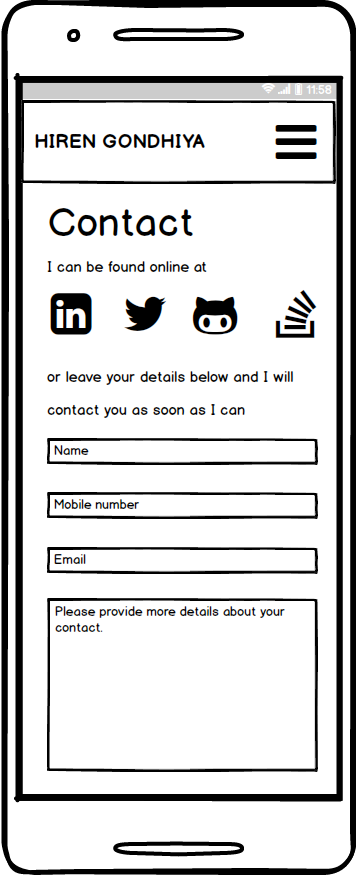 11:58
HIREN GONDHIYA
Contact
I can be found online at
in
or leave your details below and I will
contact you as soon as I can
Name
Mobile number
Email
Please provide more details about your
contact.